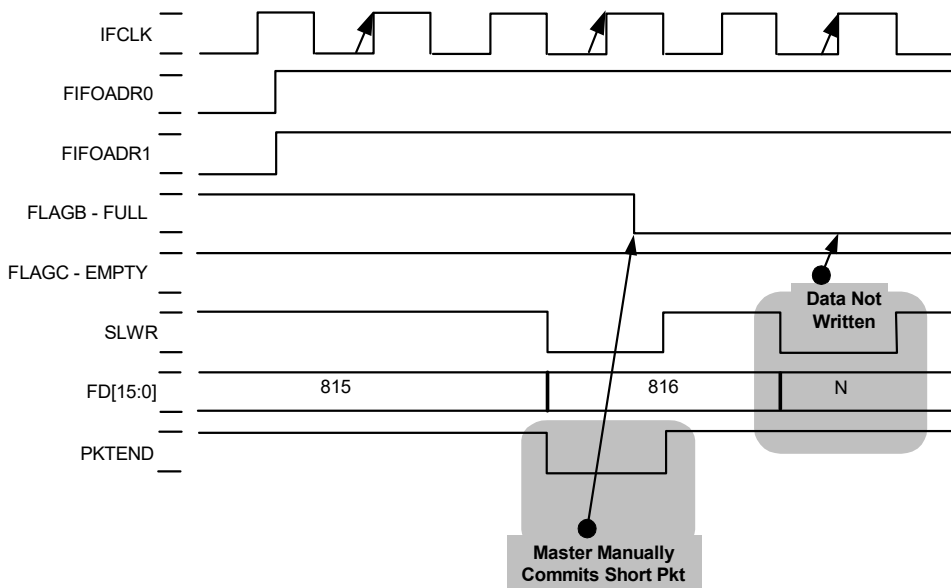 IFCLK
FIFOADR0
FIFOADR1
FLAGB - FULL
FLAGC - EMPTY
Data Not
Written
SLWR
FD[15:0]
815
816
N
PKTEND
Master Manually
Commits Short Pkt